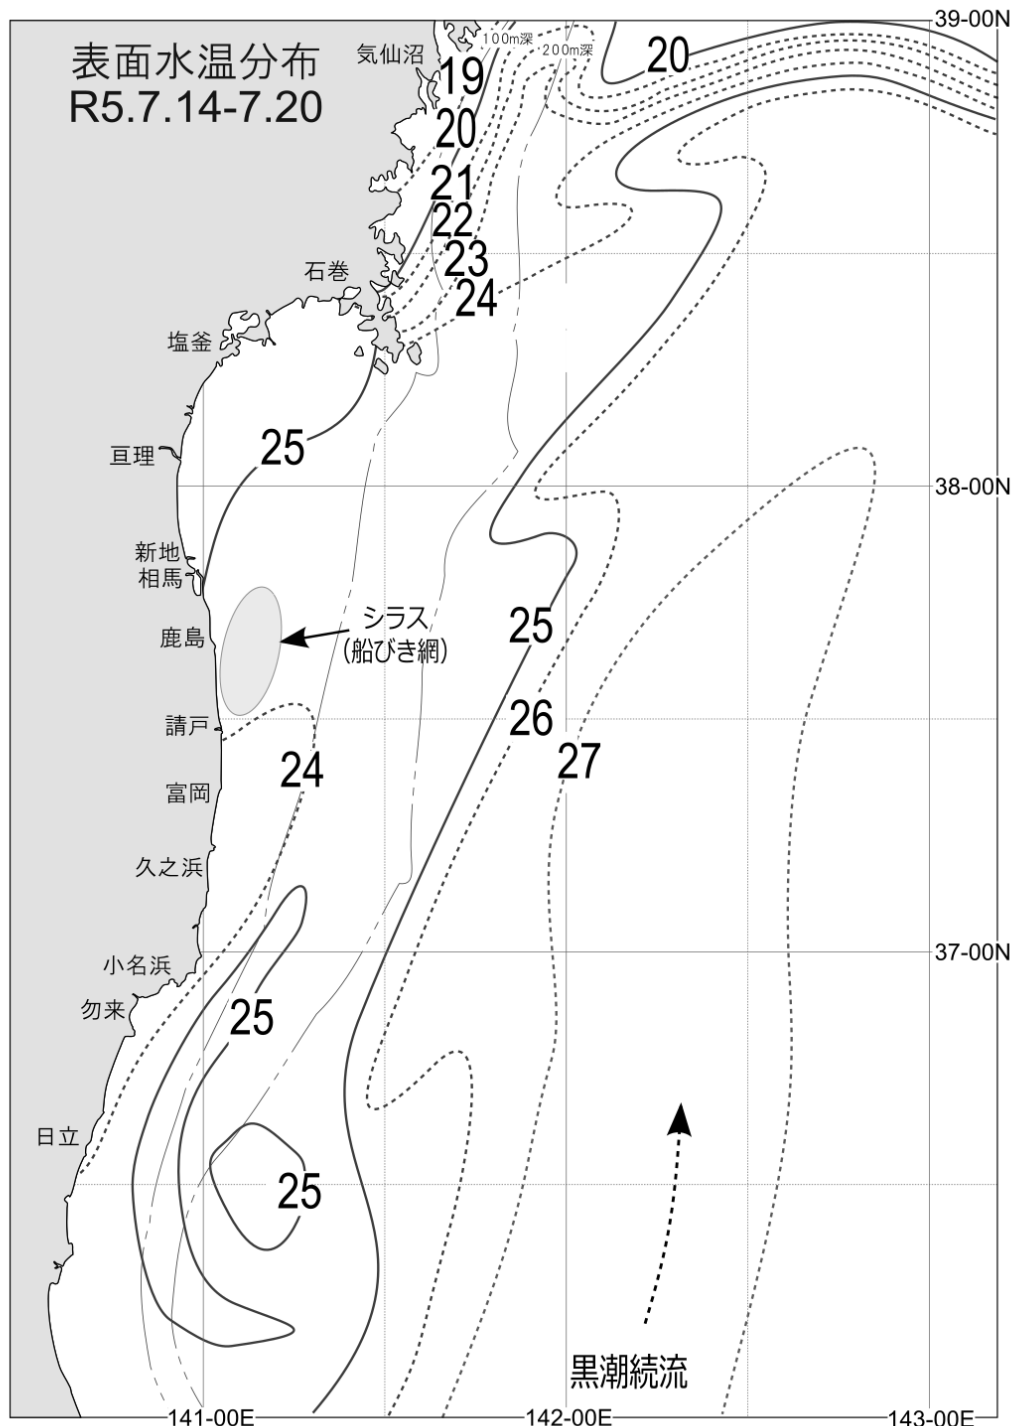 表面水温分布
R5.7.14-7.20
気仙沼
100m深
200m深
39-00N
19
20
20
21
22
23
24
石巻
塩釜
25
亘理
38-00N
新地
相馬
鹿島
シラス
(船びき網)
25
請戸
26
24
27
富岡
久之浜
37-00N
小名浜
勿来
25
日立
25
黒潮続流
141-00E
142-00E
143-00E